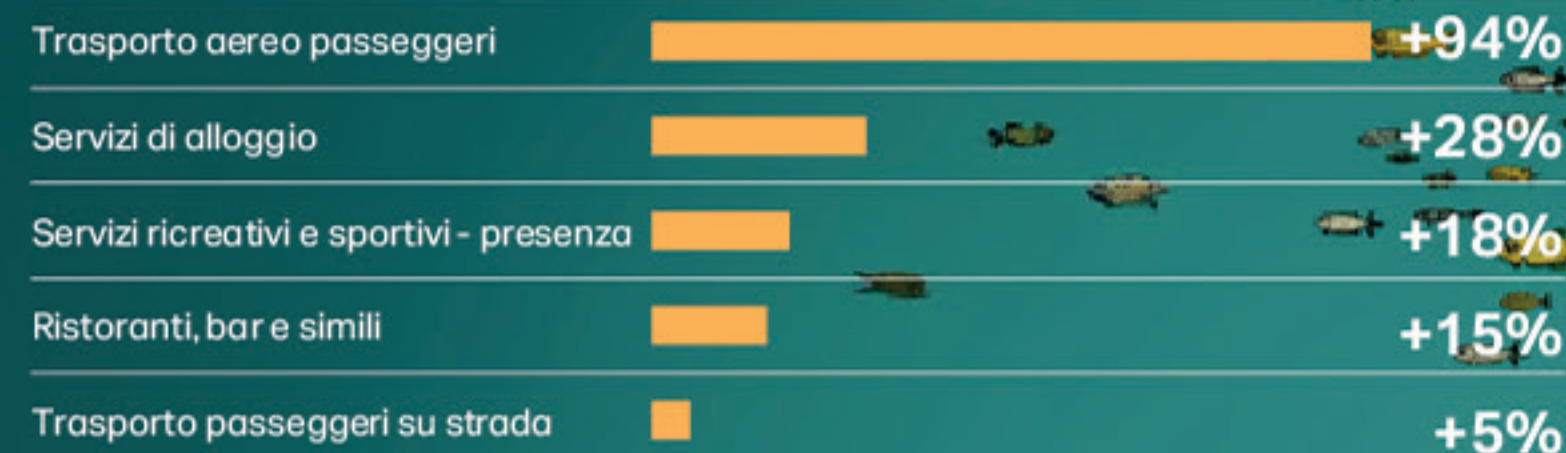 Trasporto aereo passeggeri +94%
Servizi di alloggio +28%
Servizi ricreativi e sportivi - presenza +18%
Ristoranti, bar e simili +15%
Trasporto passeggeri su strada +5%